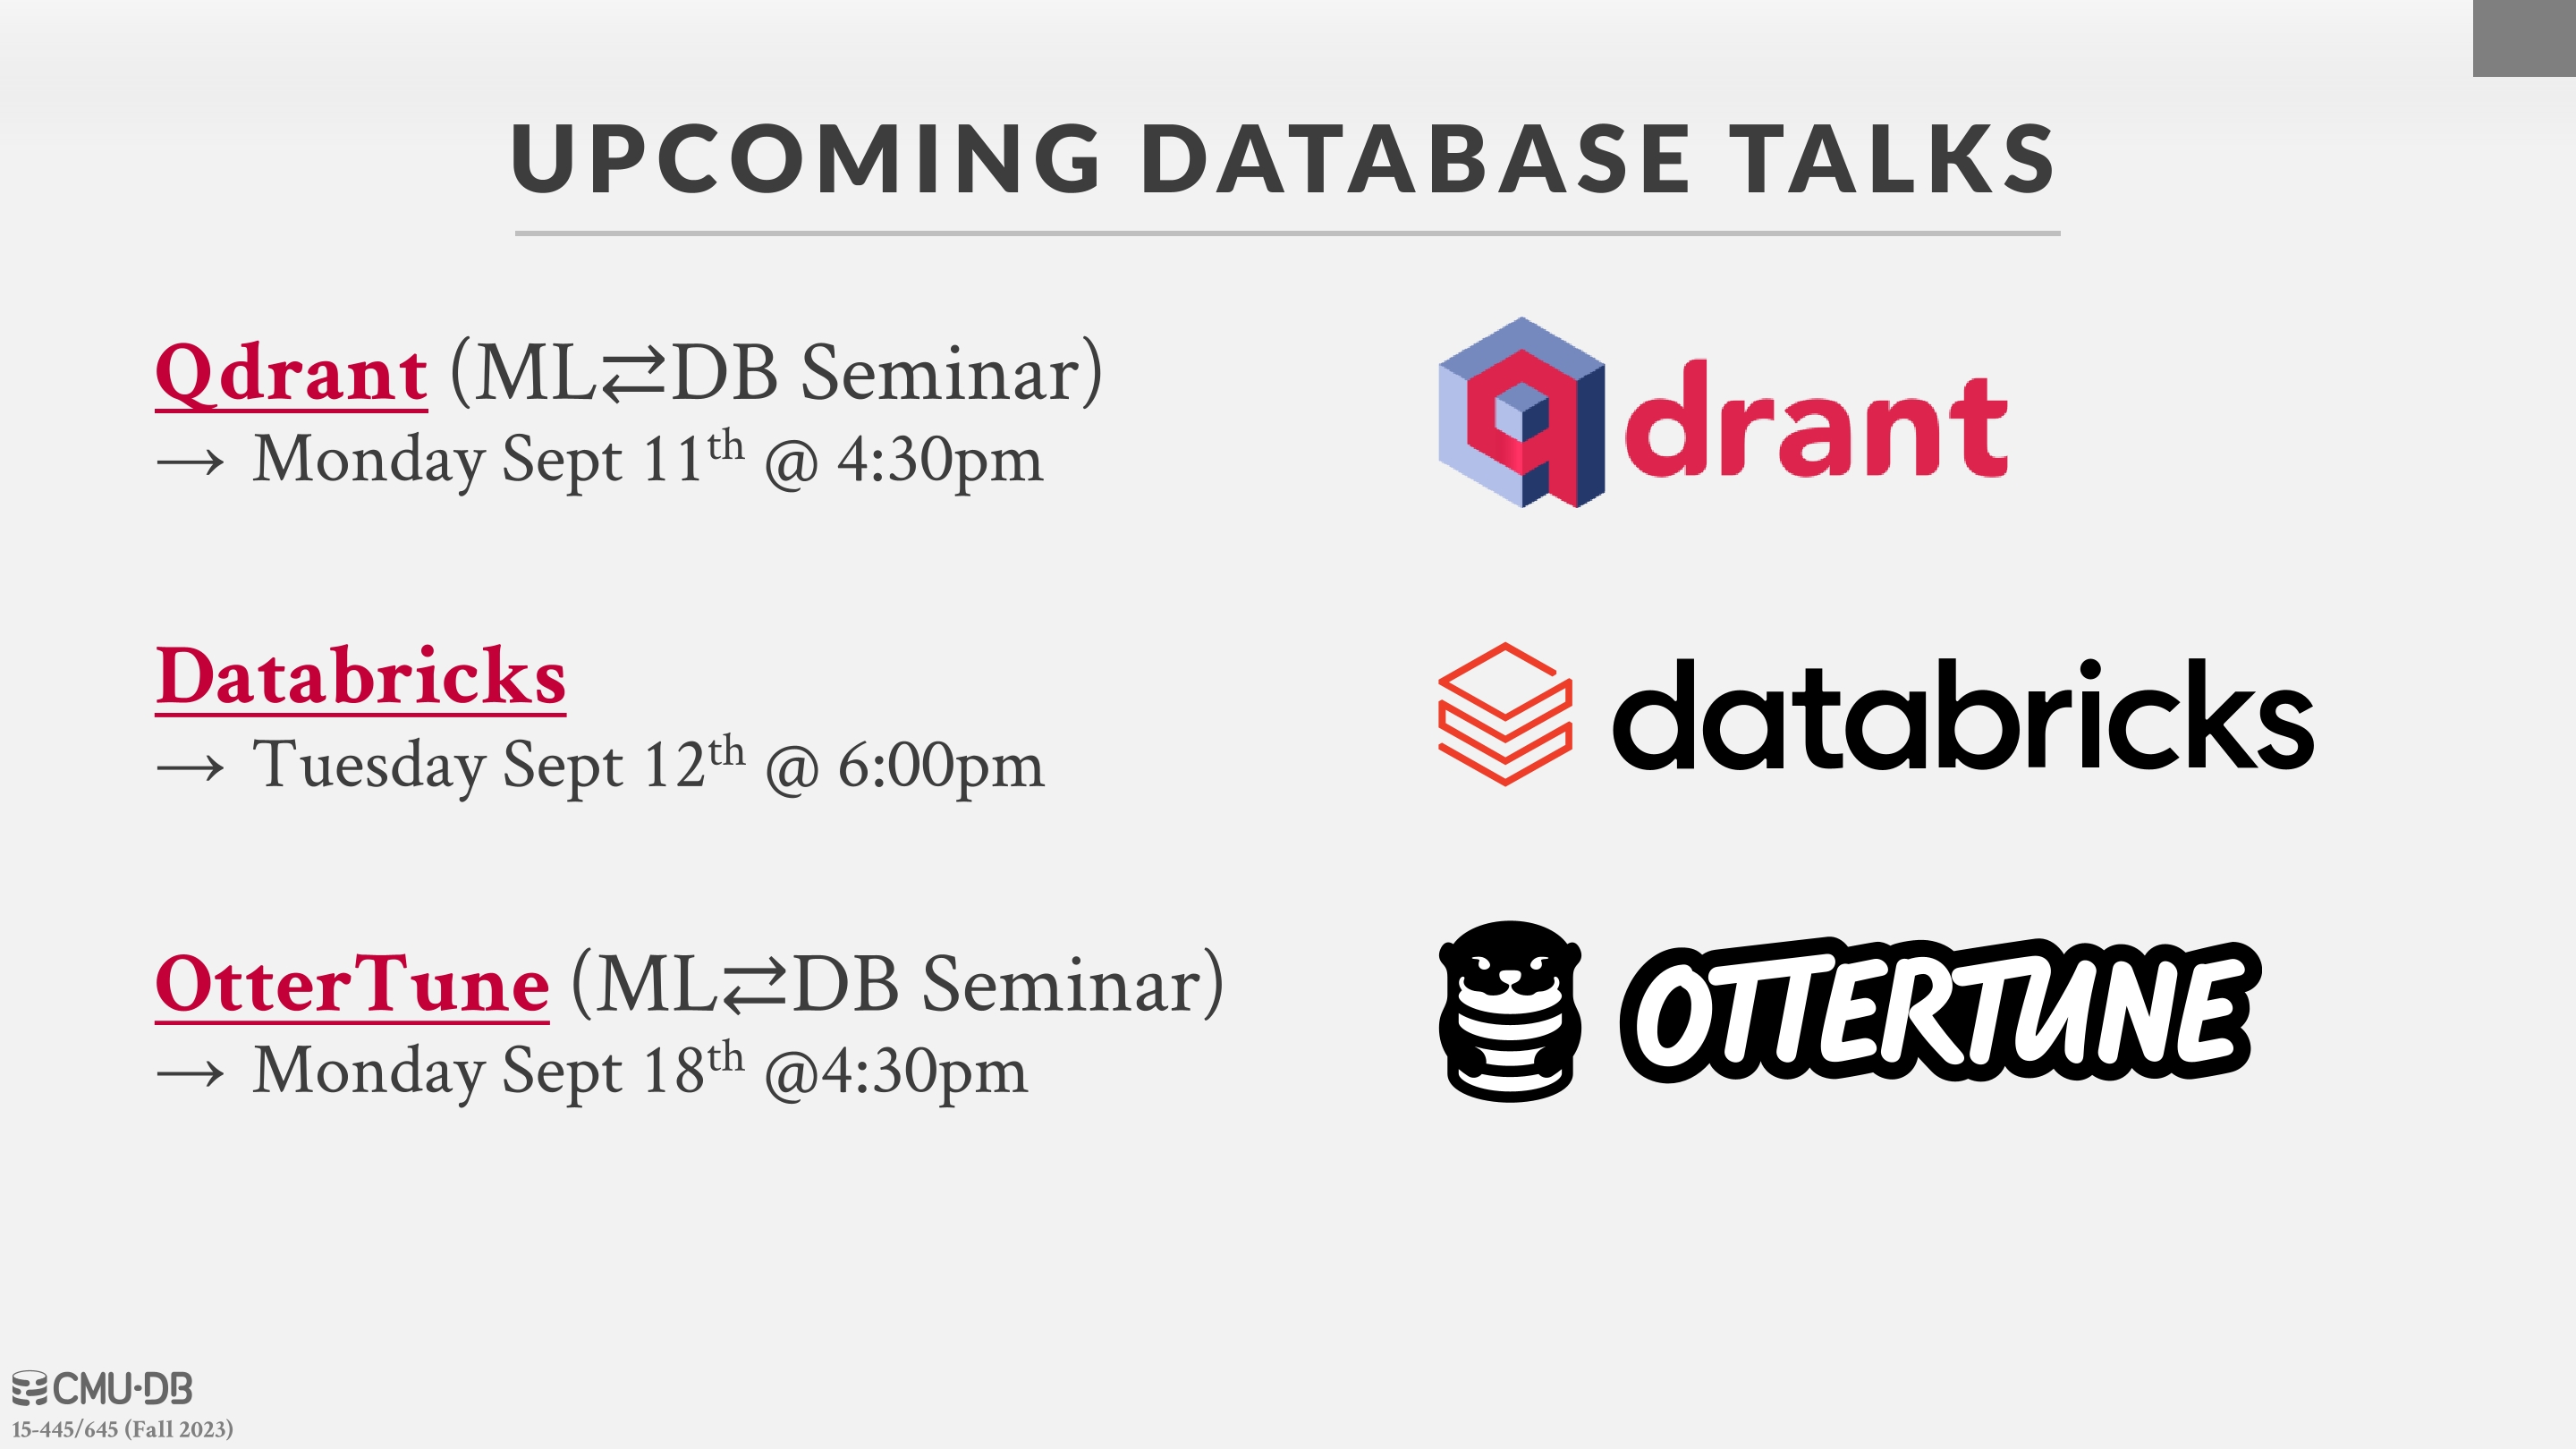 UPCOMING DATABASE TALKS
Qdrant (ML⇄DB Seminar)
→ Monday Sept 11th @ 4:30pm
qdrant
Databricks
→ Tuesday Sept 12th @ 6:00pm
databricks
OtterTune (ML⇄DB Seminar)
→ Monday Sept 18th @4:30pm
OTTERTUNE
CMU·DB
15-445/645 (Fall 2023)